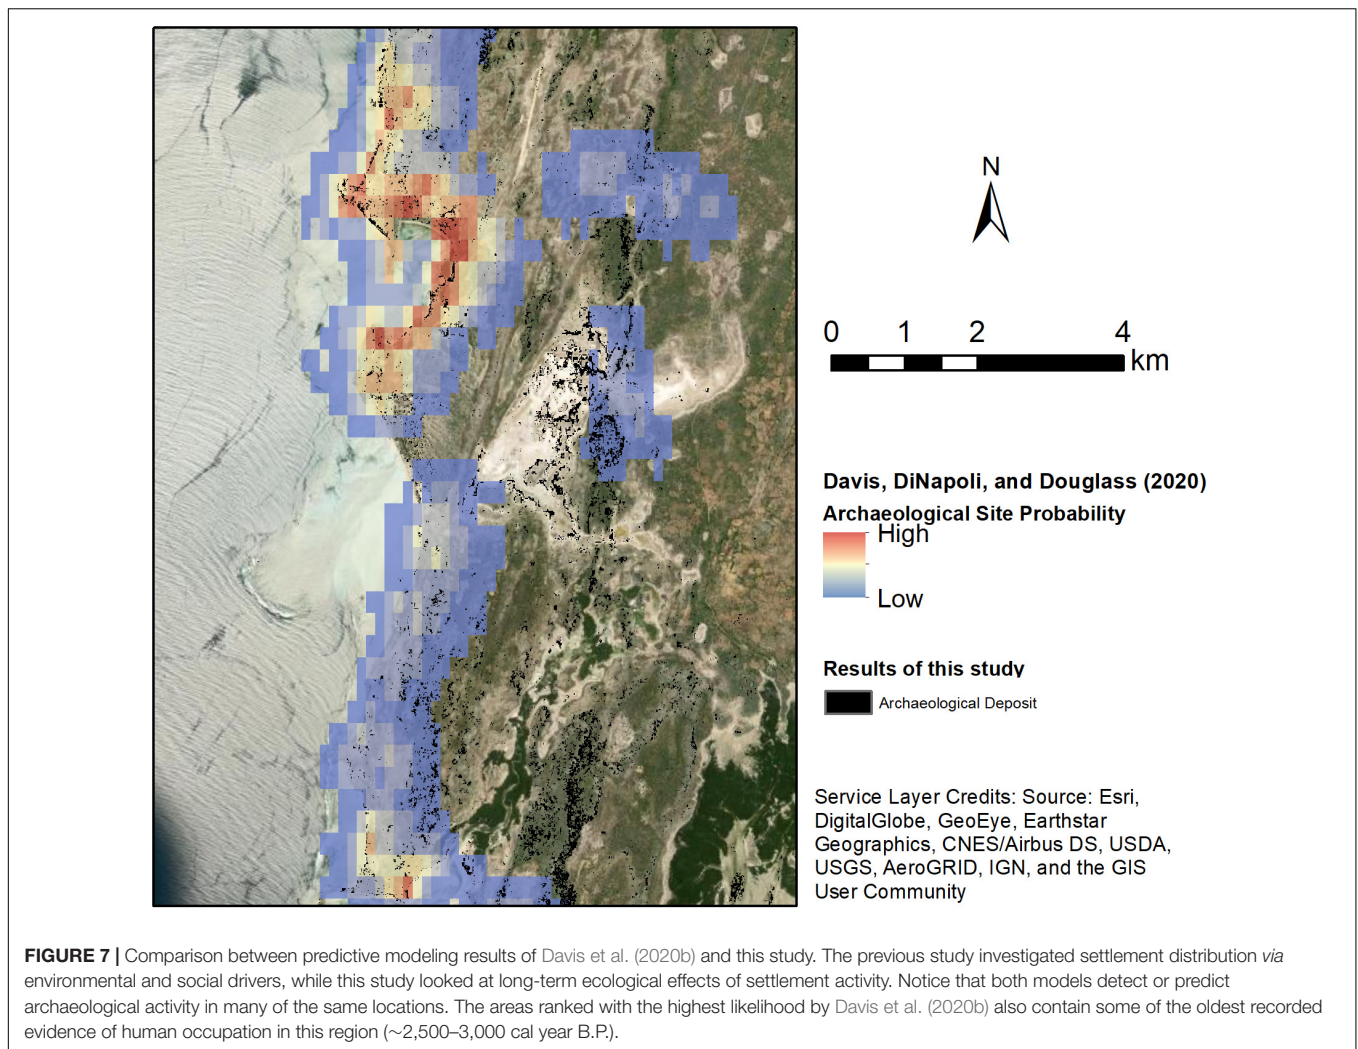 N
0 1 2 4
km
Davis, DiNapoli, and Douglass (2020)
Archaeological Site Probability
High
Low
Results of this study
Archaeological Deposit
Service Layer Credits: Source: Esri,
DigitalGlobe, GeoEye, Earthstar
Geographics, CNES/Airbus DS, USDA,
USGS, AeroGRID, IGN, and the GIS
User Community
FIGURE 7 | Comparison between predictive modeling results of Davis et al. (2020b) and this study. The previous study investigated settlement distribution via
environmental and social drivers, while this study looked at long-term ecological effects of settlement activity. Notice that both models detect or predict
archaeological activity in many of the same locations. The areas ranked with the highest likelihood by Davis et al. (2020b) also contain some of the oldest recorded
evidence of human occupation in this region (∼2,500–3,000 cal year B.P.).